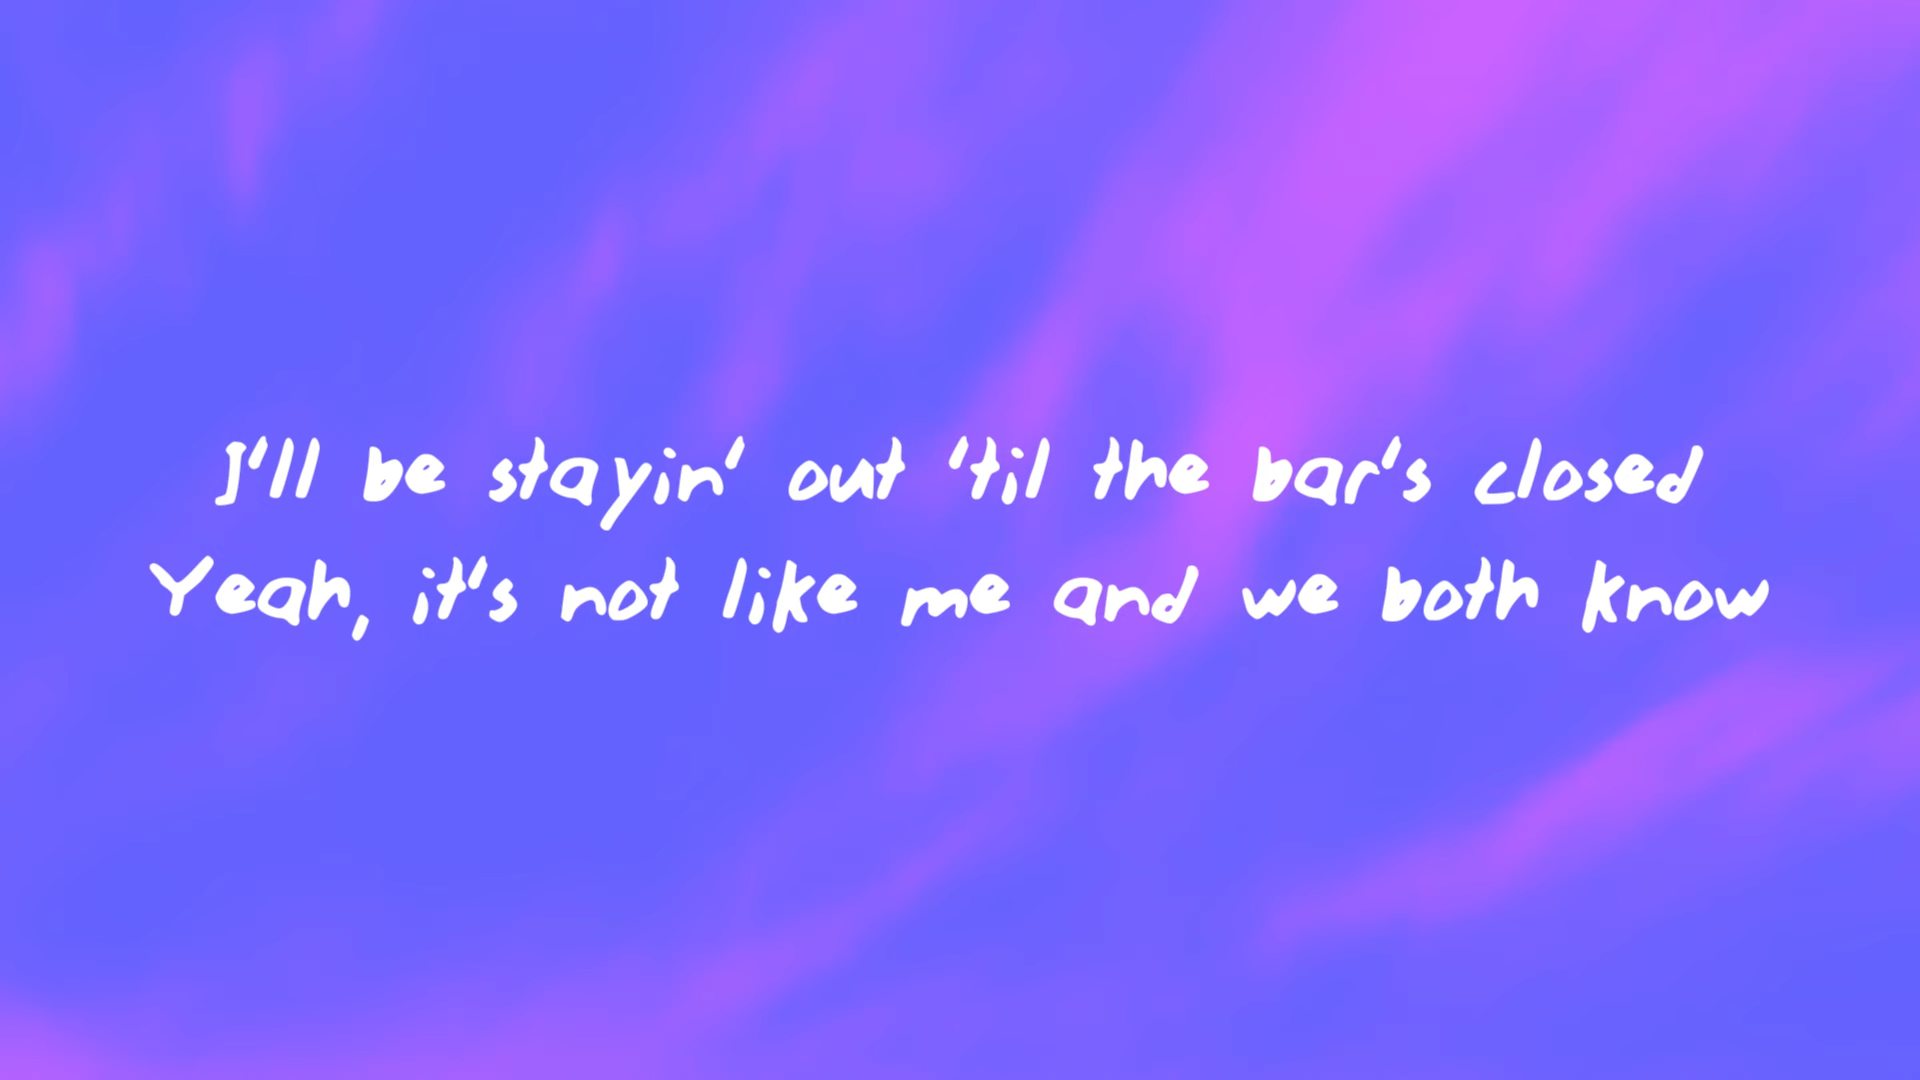 I'll be stayin' out 'til the bar's closed
Yeah, it's not like me and we both know